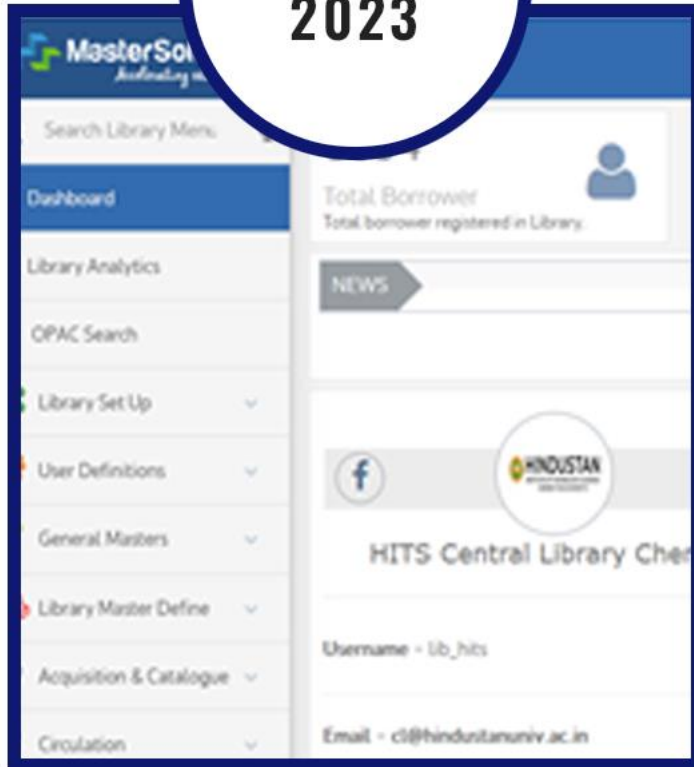 2023
MasterSo
Search Library Menu
Dashboard
Total Borrower
Total borrower registered in Library.
Library Analytics
NEWS
OPAC Search
Library Set Up
User Definitions
f
HINDUSTAN
General Masters
HITS Central Library Chen
Library Master Define
Username - lib_hits
Acquisition & Catalogue
Circulation
Email - cl@hindustanuniv.ac.in